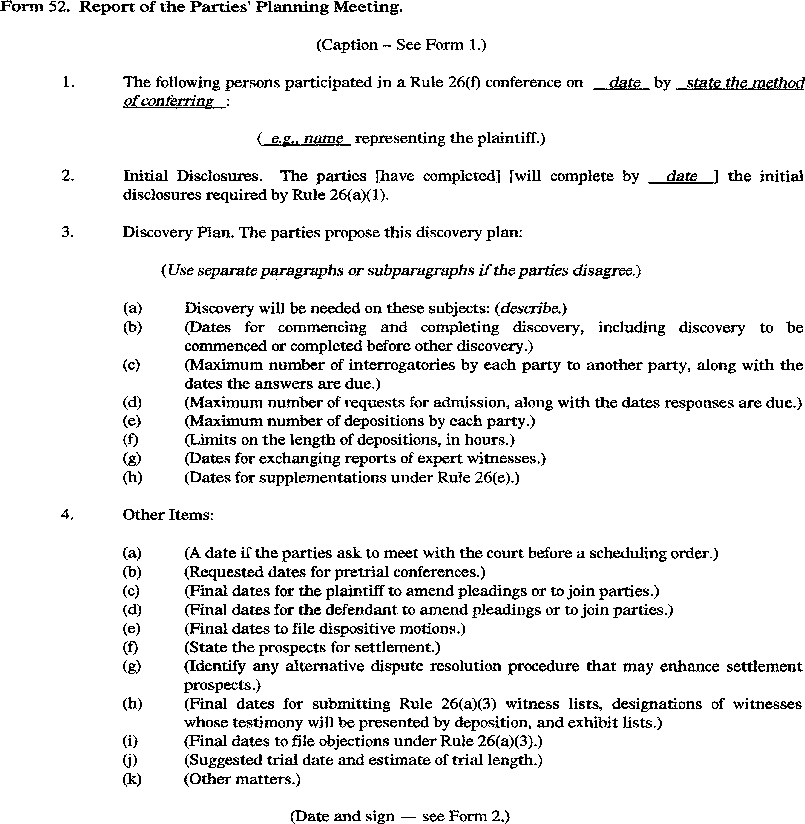 Form 52. Report of the Parties' Planning Meeting.
(Caption – See Form 1.)
1. The following persons participated in a Rule 26(f) conference on date by state the method
of conferring :
( e.g., name representing the plaintiff.)
2. Initial Disclosures. The parties [have completed] [will complete by date ] the initial
disclosures required by Rule 26(a)(1).
3. Discovery Plan. The parties propose this discovery plan:
(Use separate paragraphs or subparagraphs if the parties disagree.)
(a) Discovery will be needed on these subjects: (describe.)
(b) (Dates for commencing and completing discovery, including discovery to be
commenced or completed before other discovery.)
(c) (Maximum number of interrogatories by each party to another party, along with the
dates the answers are due.)
(d) (Maximum number of requests for admission, along with the dates responses are due.)
(e) (Maximum number of depositions by each party.)
(f) (Limits on the length of depositions, in hours.)
(g) (Dates for exchanging reports of expert witnesses.)
(h) (Dates for supplementations under Rule 26(e).)
4. Other Items:
(a) (A date if the parties ask to meet with the court before a scheduling order.)
(b) (Requested dates for pretrial conferences.)
(c) (Final dates for the plaintiff to amend pleadings or to join parties.)
(d) (Final dates for the defendant to amend pleadings or to join parties.)
(e) (Final dates to file dispositive motions.)
(f) (State the prospects for settlement.)
(g) (Identify any alternative dispute resolution procedure that may enhance settlement
prospects.)
(h) (Final dates for submitting Rule 26(a)(3) witness lists, designations of witnesses
whose testimony will be presented by deposition, and exhibit lists.)
(i) (Final dates to file objections under Rule 26(a)(3).)
(j) (Suggested trial date and estimate of trial length.)
(k) (Other matters.)
(Date and sign — see Form 2.)